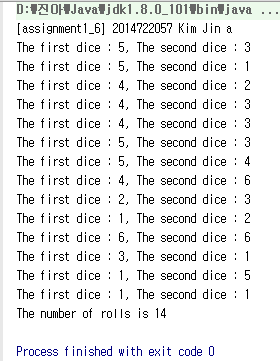 D:₩진아₩Java₩jdk1.8.0_101₩bin₩java ...
[assignment1_6] 2014722057 Kim Jin a
The first dice : 5, The second dice : 3
The first dice : 5, The second dice : 1
The first dice : 4, The second dice : 2
The first dice : 4, The second dice : 3
The first dice : 5, The second dice : 3
The first dice : 5, The second dice : 3
The first dice : 5, The second dice : 4
The first dice : 4, The second dice : 6
The first dice : 2, The second dice : 3
The first dice : 1, The second dice : 2
The first dice : 6, The second dice : 6
The first dice : 3, The second dice : 1
The first dice : 1, The second dice : 5
The first dice : 1, The second dice : 1
The number of rolls is 14
Process finished with exit code 0